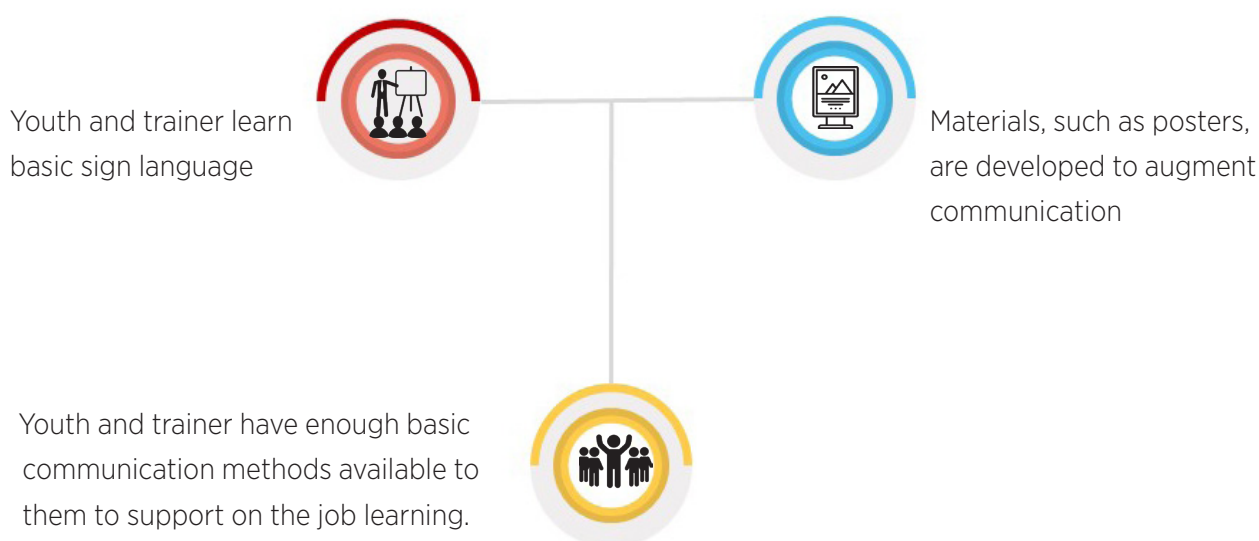 Youth and trainer learn
basic sign language
Materials, such as posters,
are developed to augment
communication
Youth and trainer have enough basic
communication methods available to
them to support on the job learning.